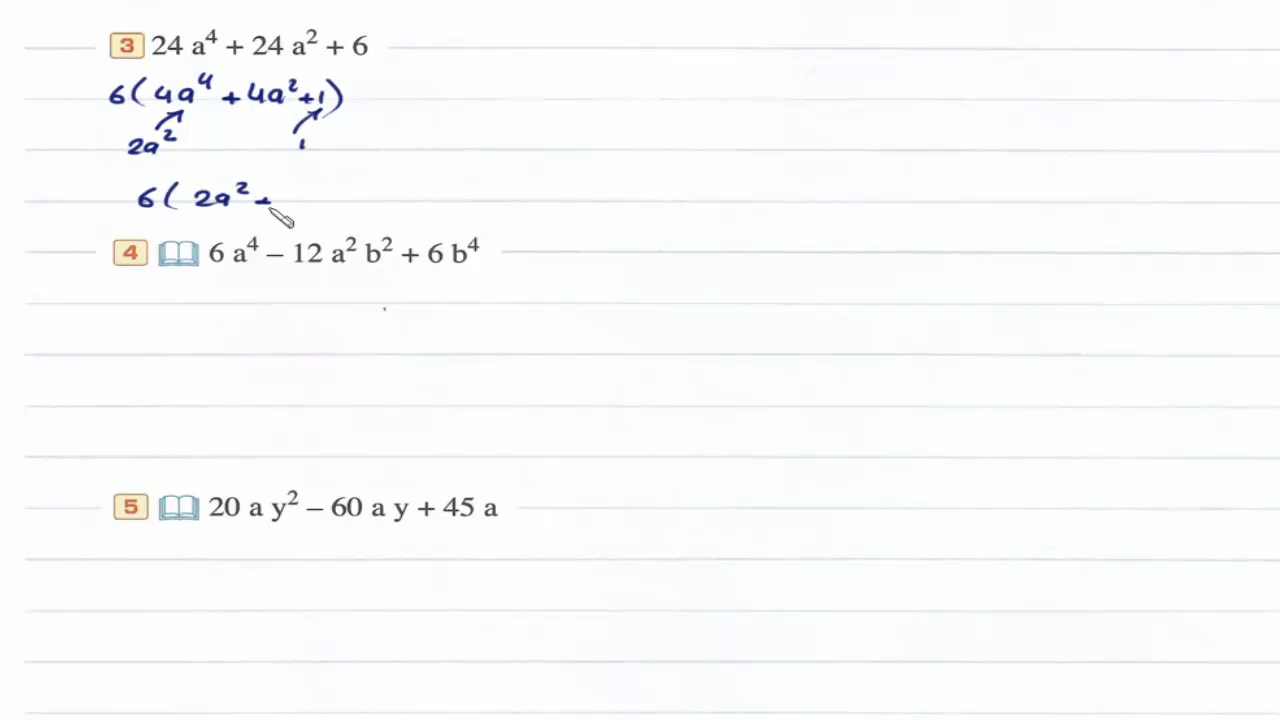 3 24 a⁴ + 24 a² + 6
6( 4a⁴ + 4a² +1)
2a² 1
6( 2a² +
4 6 a⁴ – 12 a² b² + 6 b⁴
5 20 a y² – 60 a y + 45 a